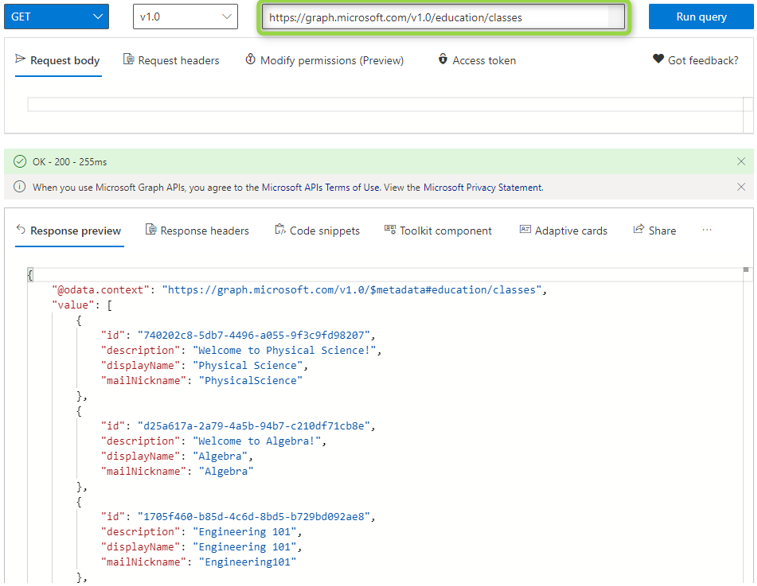 GET v1.0 https://graph.microsoft.com/v1.0/education/classes Run query
Request body Request headers Modify permissions (Preview) Access token Got feedback?
OK - 200 - 255ms
When you use Microsoft Graph APIs, you agree to the Microsoft APIs Terms of Use. View the Microsoft Privacy Statement.
Response preview Response headers Code snippets Toolkit component Adaptive cards Share ...
{
"@odata.context": "https://graph.microsoft.com/v1.0/$metadata#education/classes",
"value": [
{
"id": "740202c8-5db7-4496-a055-9f3c9fd98207",
"description": "Welcome to Physical Science!",
"displayName": "Physical Science",
"mailNickname": "PhysicalScience"
},
{
"id": "d25a617a-2a79-4a5b-94b7-c210df71cb8e",
"description": "Welcome to Algebra!",
"displayName": "Algebra",
"mailNickname": "Algebra"
},
{
"id": "1705f460-b85d-4c6d-8bd5-b729bd092ae8",
"description": "Engineering 101",
"displayName": "Engineering 101",
"mailNickname": "Engineering101"
},